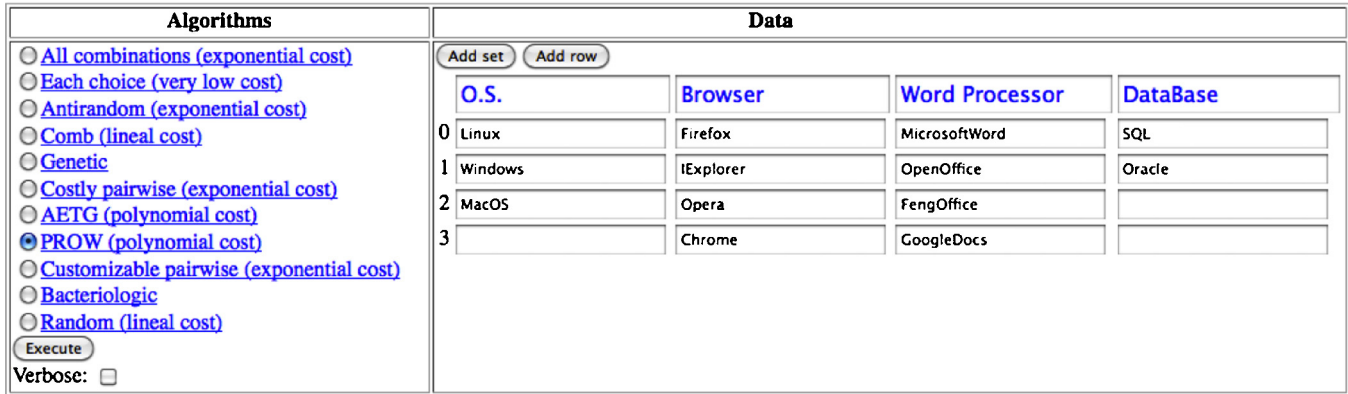 Algorithms
Data
All combinations (exponential cost)
Each choice (very low cost)
Antirandom (exponential cost)
Comb (lineal cost)
Genetic
Costly pairwise (exponential cost)
AETG (polynomial cost)
PROW (polynomial cost)
Customizable pairwise (exponential cost)
Bacteriologic
Random (lineal cost)
Execute
Verbose:
Add set Add row
O.S. Browser Word Processor DataBase
0 Linux Firefox MicrosoftWord SQL
1 Windows IExplorer OpenOffice Oracle
2 MacOS Opera FengOffice
3 Chrome GoogleDocs